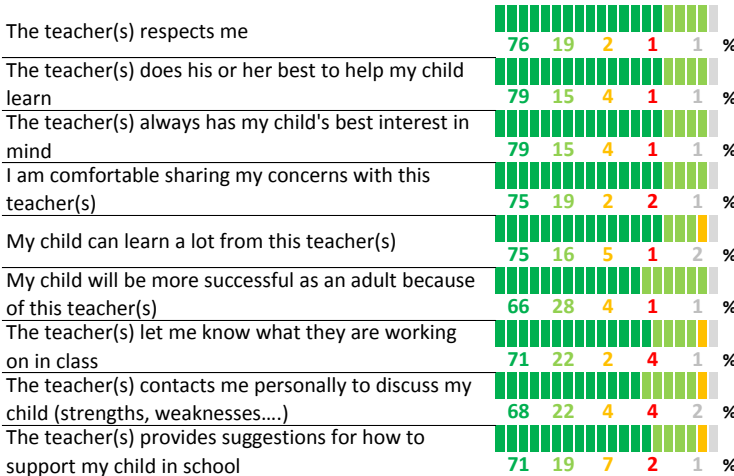 The teacher(s) respects me
76 19 2 1 1 %
The teacher(s) does his or her best to help my child
learn
79 15 4 1 1 %
The teacher(s) always has my child's best interest in
mind
79 15 4 1 1 %
I am comfortable sharing my concerns with this
teacher(s)
75 19 2 2 1 %
My child can learn a lot from this teacher(s)
75 16 5 1 2 %
My child will be more successful as an adult because
of this teacher(s)
66 28 4 1 1 %
The teacher(s) let me know what they are working
on in class
71 22 2 4 1 %
The teacher(s) contacts me personally to discuss my
child (strengths, weaknesses....)
68 22 4 4 2 %
The teacher(s) provides suggestions for how to
support my child in school
71 19 7 2 1 %